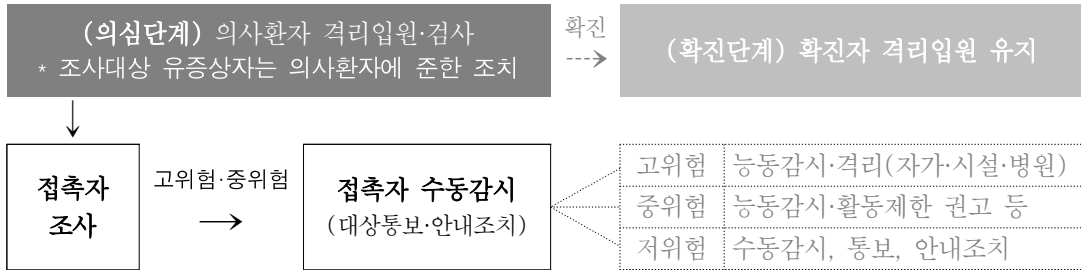 (의심단계) 의사환자 격리입원·검사
* 조사대상 유증상자는 의사환자에 준한 조치
확진
(확진단계) 확진자 격리입원 유지
접촉자
조사
고위험·중위험
접촉자 수동감시
(대상통보·안내조치)
고위험 능동감시·격리(자가·시설·병원)
중위험 능동감시·활동제한 권고 등
저위험 수동감시, 통보, 안내조치